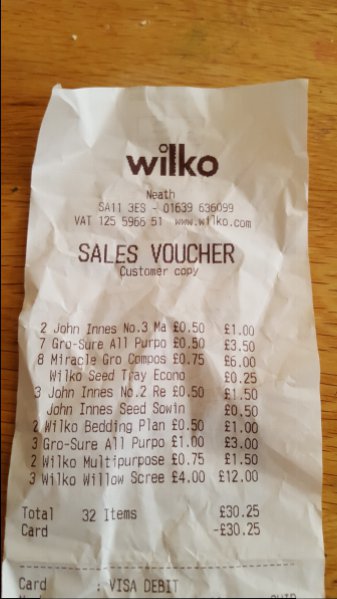 wilko
Neath
SA11 3ES - 01639 636099
VAT 125 5966 51 www.wilko.com
SALES VOUCHER
Customer copy
2 John Innes No.3 Ma £0.50 £1.00
7 Gro-Sure All Purpo £0.50 £3.50
8 Miracle Gro Compos £0.75 £6.00
Wilko Seed Tray Econo £0.25
3 John Innes No.2 Re £0.50 £1.50
John Innes Seed Sowin £0.50
2 Wilko Bedding Plan £0.50 £1.00
3 Gro-Sure All Purpo £1.00 £3.00
2 Wilko Multipurpose £0.75 £1.50
3 Wilko Willow Scree £4.00 £12.00
Total 32 Items £30.25
Card -£30.25
Card : VISA DEBIT